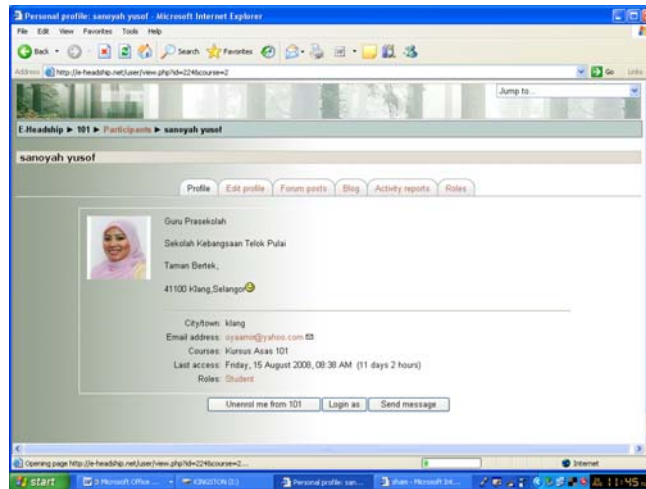 Personal profile: sanoyah yusof - Microsoft Internet Explorer
File Edit View Favorites Tools Help
Back Search Favorites
Address http://e-headship.net/user/view.php?id=224&course=2 Go Links
Jump to...
E-Headship ► 101 ► Participants ► sanoyah yusof
sanoyah yusof
Profile Edit profile Forum posts Blog Activity reports Roles
Guru Prasekolah
Sekolah Kebangsaan Telok Pulai
Taman Bertek,
41100 Klang,Selangor
City/town: klang
Email address: oyaamir@yahoo.com
Courses: Kursus Asas 101
Last access: Friday, 15 August 2008, 08:38 AM (11 days 2 hours)
Roles: Student
Unenrol me from 101 Login as Send message
Opening page http://e-headship.net/user/view.php?id=224&course=2... Internet
start 3 Microsoft Office ... KINGSTON (I:) Personal profile: san... sham - Microsoft Int... 11:45